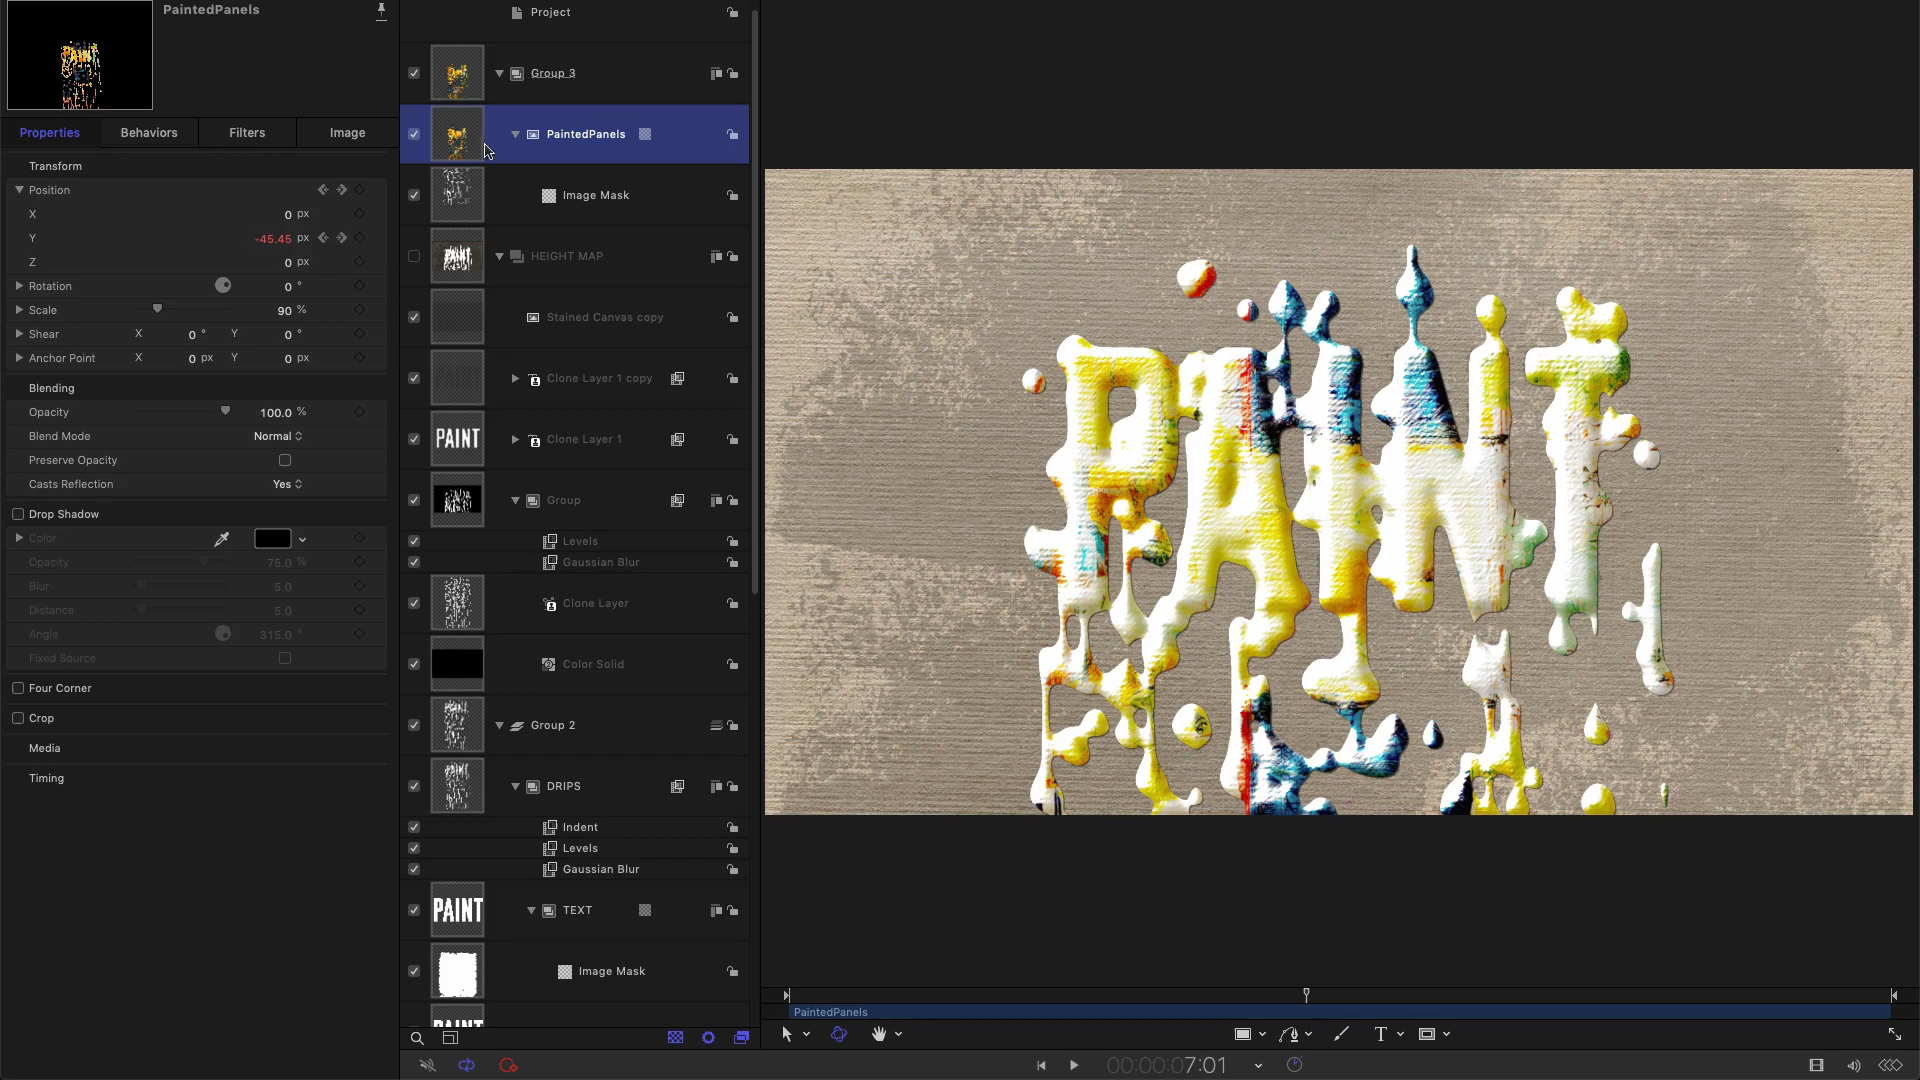 PaintedPanels
Properties
Behaviors
Filters
Image
Transform
Position
X 0 px
Y -45.45 px
Z 0 px
Rotation 0 °
Scale 90 %
Shear X 0 ° Y 0 °
Anchor Point X 0 px Y 0 px
Blending
Opacity 100.0 %
Blend Mode Normal
Preserve Opacity
Casts Reflection Yes
Drop Shadow
Color
Opacity 75.0 %
Blur 5.0
Distance 5.0
Angle 315.0 °
Fixed Source
Four Corner
Crop
Media
Timing
Project
Group 3
PaintedPanels
Image Mask
HEIGHT MAP
Stained Canvas copy
Clone Layer 1 copy
PAINT
Clone Layer 1
Group
Levels
Gaussian Blur
Clone Layer
Color Solid
Group 2
DRIPS
Indent
Levels
Gaussian Blur
PAINT
TEXT
Image Mask
PAINT
PAINT
PaintedPanels
T
00:00:07:01